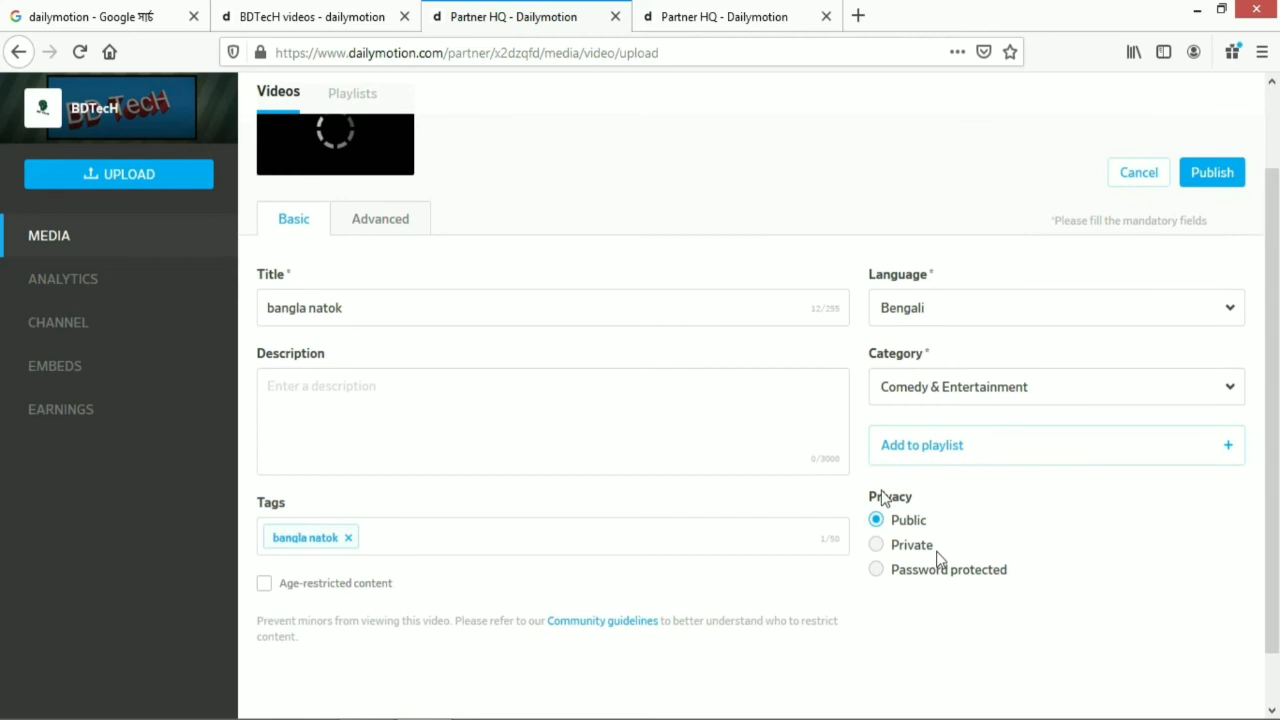 dailymotion - Google সার্চ
BDTecH videos - dailymotion
Partner HQ - Dailymotion
Partner HQ - Dailymotion
https://www.dailymotion.com/partner/x2dzqfd/media/video/upload
BD TecH
BDTecH
Videos
Playlists
UPLOAD
Cancel
Publish
Basic
Advanced
*Please fill the mandatory fields
MEDIA
ANALYTICS
CHANNEL
EMBEDS
EARNINGS
Title *
bangla natok
12/255
Language *
Bengali
Description
Enter a description
0/3000
Category *
Comedy & Entertainment
Add to playlist
+
Tags
bangla natok ×
1/50
Privacy
Public
Private
Password protected
Age-restricted content
Prevent minors from viewing this video. Please refer to our Community guidelines to better understand who to restrict
content.